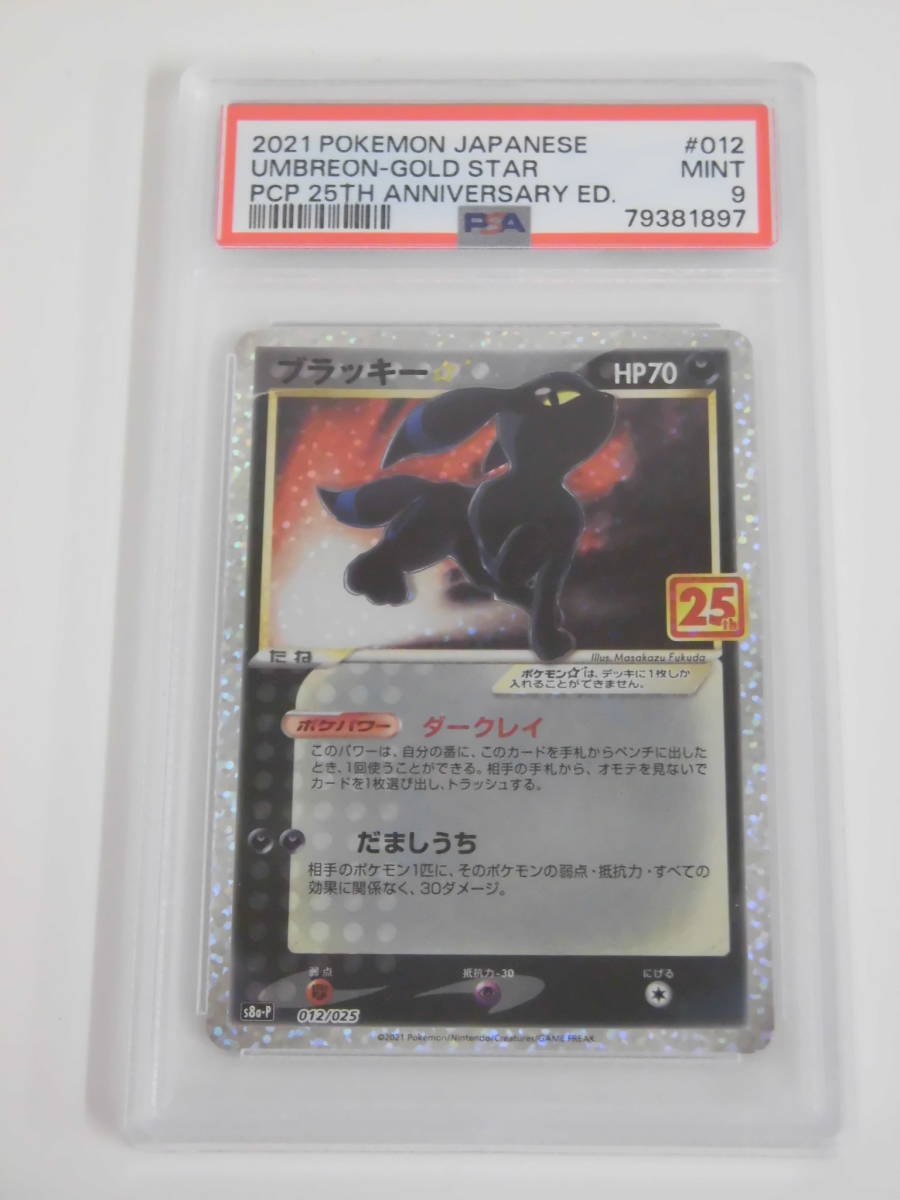 2021 POKEMON JAPANESE #012
UMBREON-GOLD STAR MINT
PCP 25TH ANNIVERSARY ED. 9
PSA 79381897
ブラッキー☆ HP70
25th
たね Illus. Masakazu Fukuda
ポケモン☆は、デッキに1枚しか
入れることができません。
ポケパワー ダークレイ
このパワーは、自分の番に、このカードを手札からベンチに出した
とき、1回使うことができる。相手の手札から、オモテを見ないで
カードを1枚選び出し、トラッシュする。
だましうち
相手のポケモン1匹に、そのポケモンの弱点・抵抗力・すべての
効果に関係なく、30ダメージ。
弱点 抵抗力-30 にげる
s8a-P 012/025
©2021 Pokémon/Nintendo/Creatures/GAME FREAK.